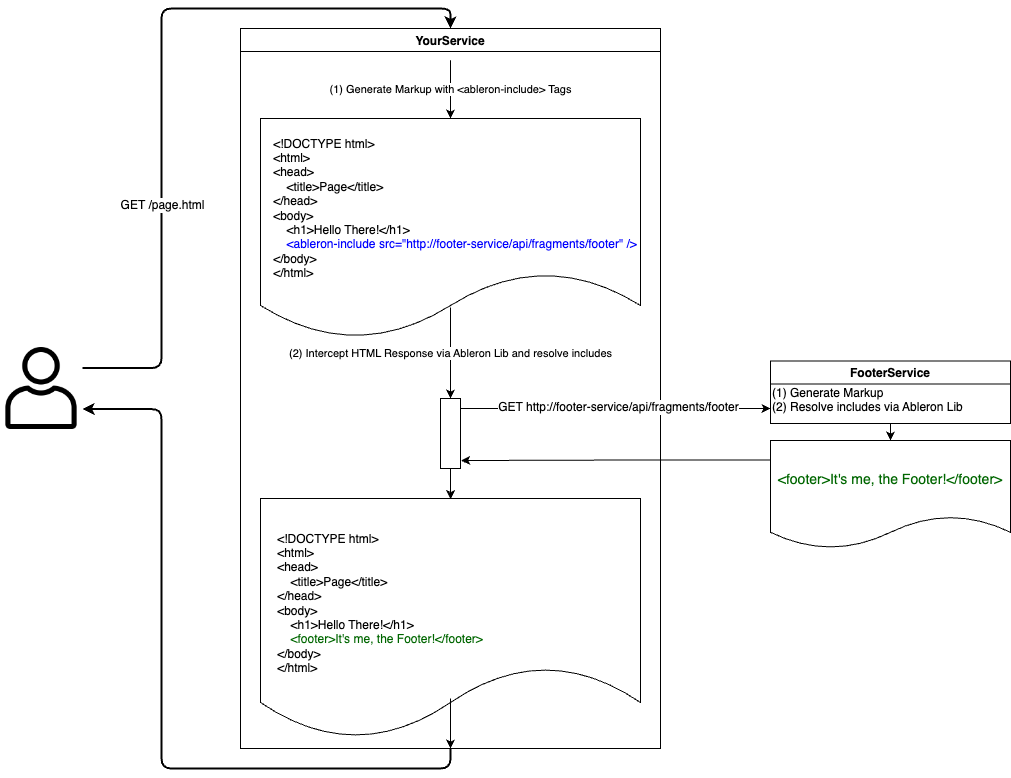 YourService
(1) Generate Markup with <ableron-include> Tags
<!DOCTYPE html>
<html>
<head>
<title>Page</title>
</head>
<body>
<h1>Hello There!</h1>
<ableron-include src="http://footer-service/api/fragments/footer" />
</body>
</html>
GET /page.html
(2) Intercept HTML Response via Ableron Lib and resolve includes
GET http://footer-service/api/fragments/footer
FooterService
(1) Generate Markup
(2) Resolve includes via Ableron Lib
<footer>It's me, the Footer!</footer>
<!DOCTYPE html>
<html>
<head>
<title>Page</title>
</head>
<body>
<h1>Hello There!</h1>
<footer>It's me, the Footer!</footer>
</body>
</html>